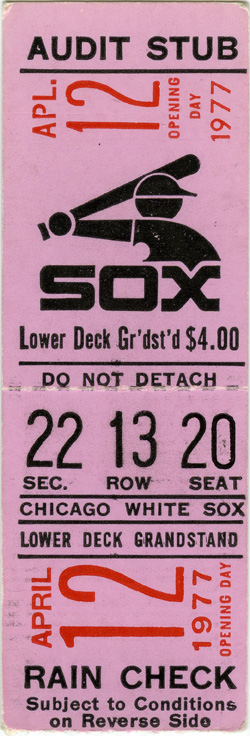 AUDIT STUB
APL. 12 OPENING DAY 1977
SOX
Lower Deck Gr'dst'd $4.00
DO NOT DETACH
22 13 20
SEC. ROW SEAT
CHICAGO WHITE SOX
LOWER DECK GRANDSTAND
APRIL 12 1977 OPENING DAY
RAIN CHECK
Subject to Conditions
on Reverse Side